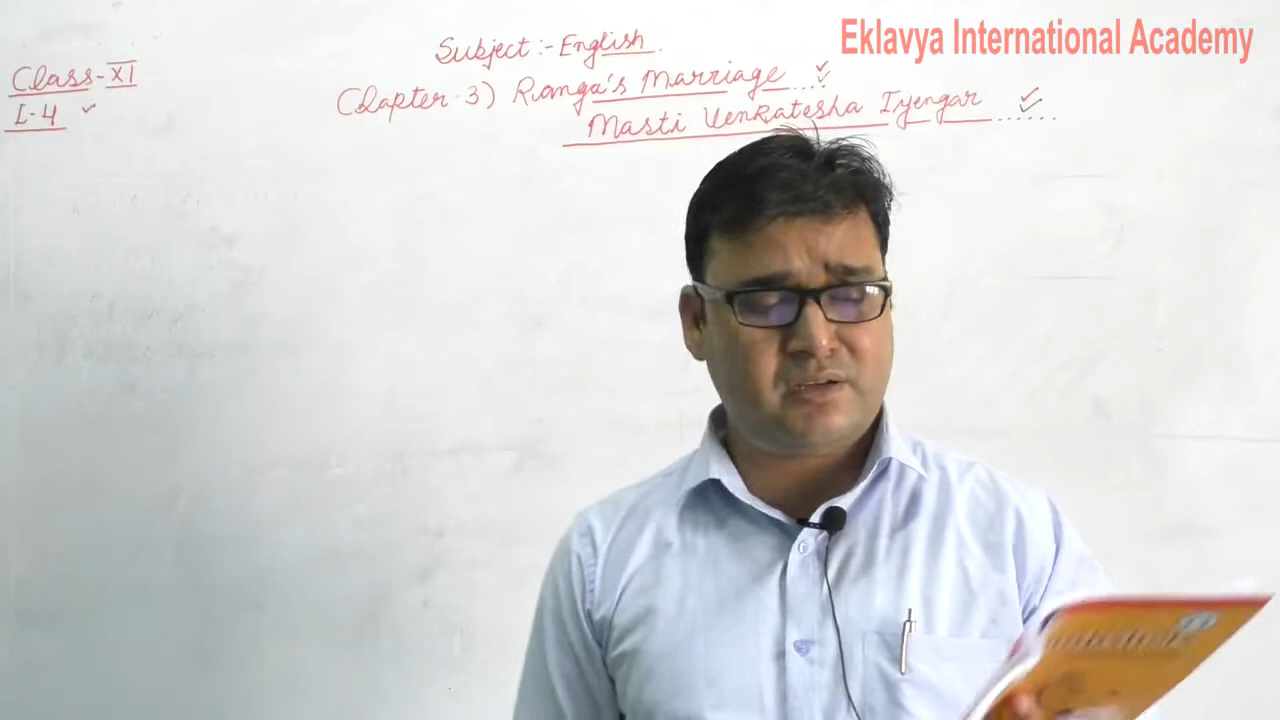 Eklavya International Academy
Subject :- English.
Class - XI
Chapter 3) Ranga's Marriage
L-4
Masti Venkatesha Iyengar